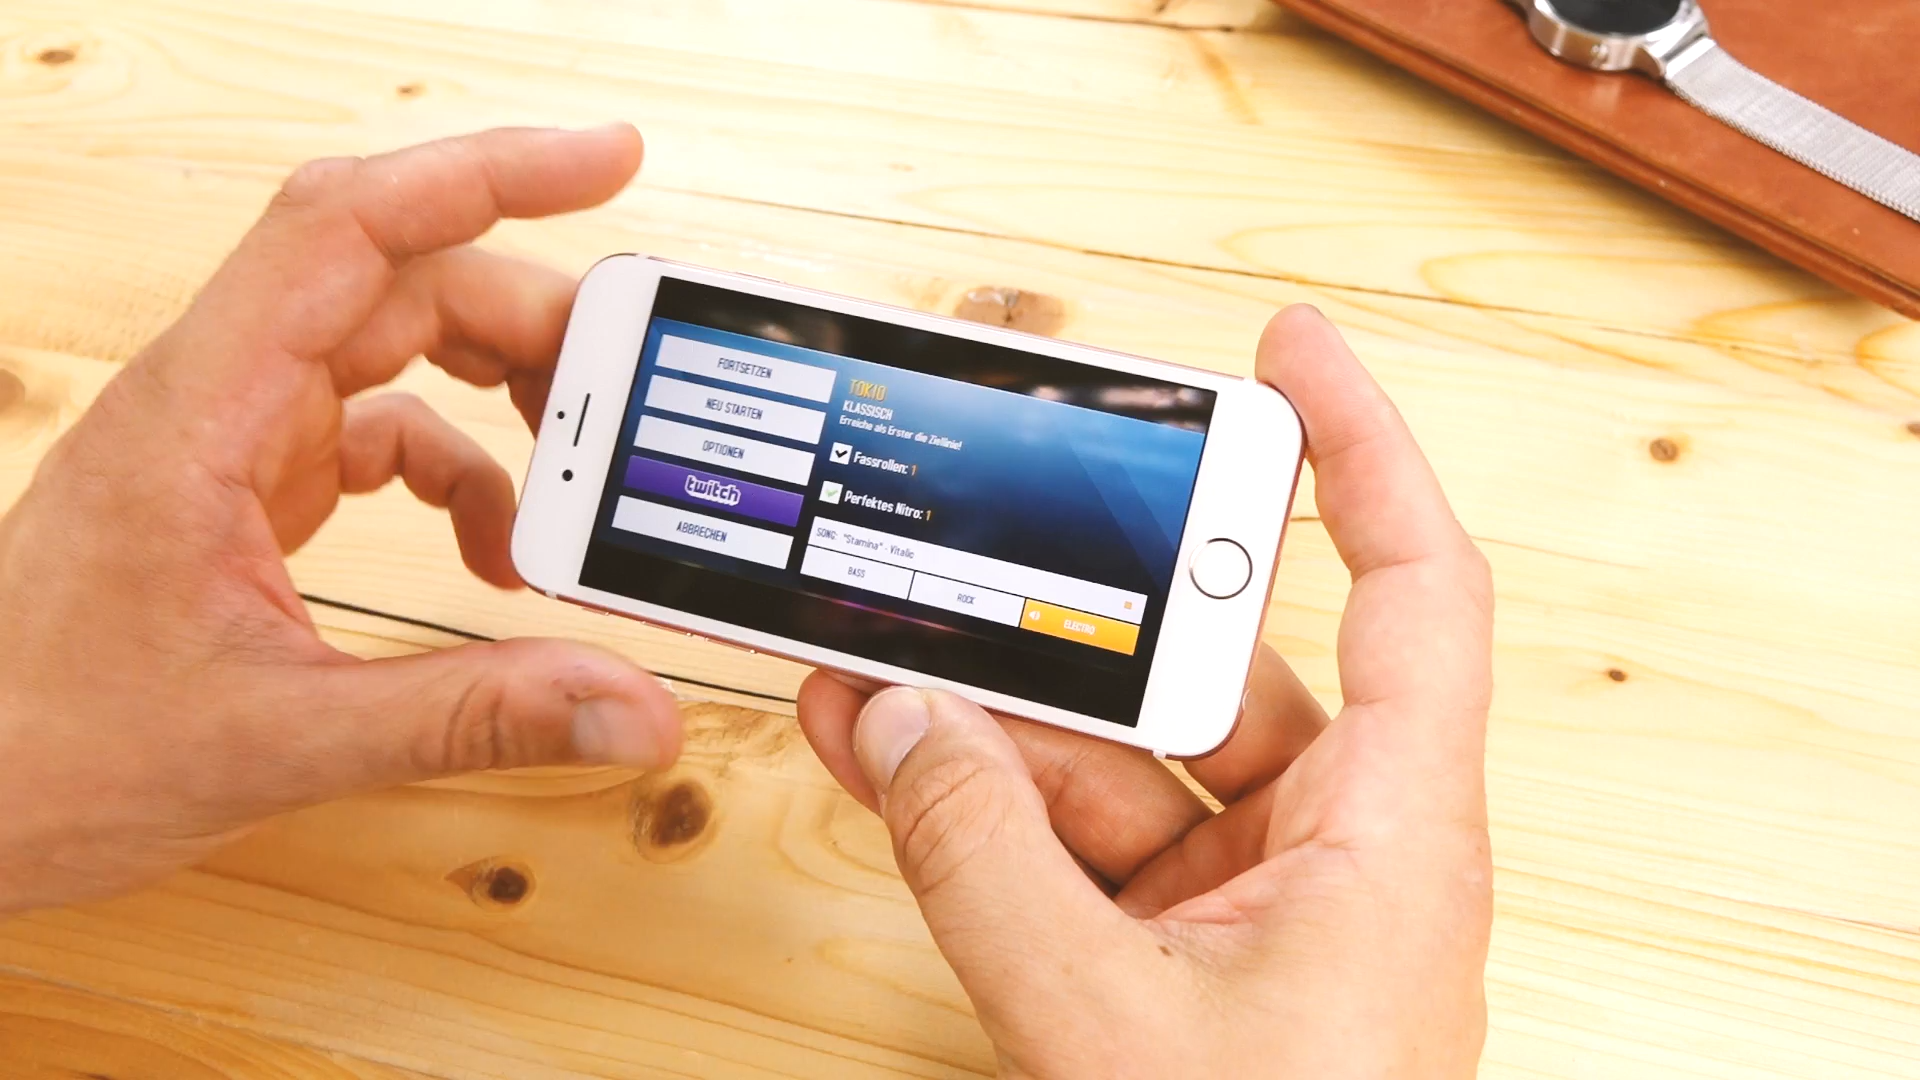 FORTSETZEN
NEU STARTEN
OPTIONEN
twitch
ABBRECHEN
TOKIO
KLASSISCH
Erreiche als Erster die Ziellinie!
Fassrollen: 1
Perfektes Nitro: 1
SONG: "Stamina" - Vitalic
BASS
ROCK
ELECTRO